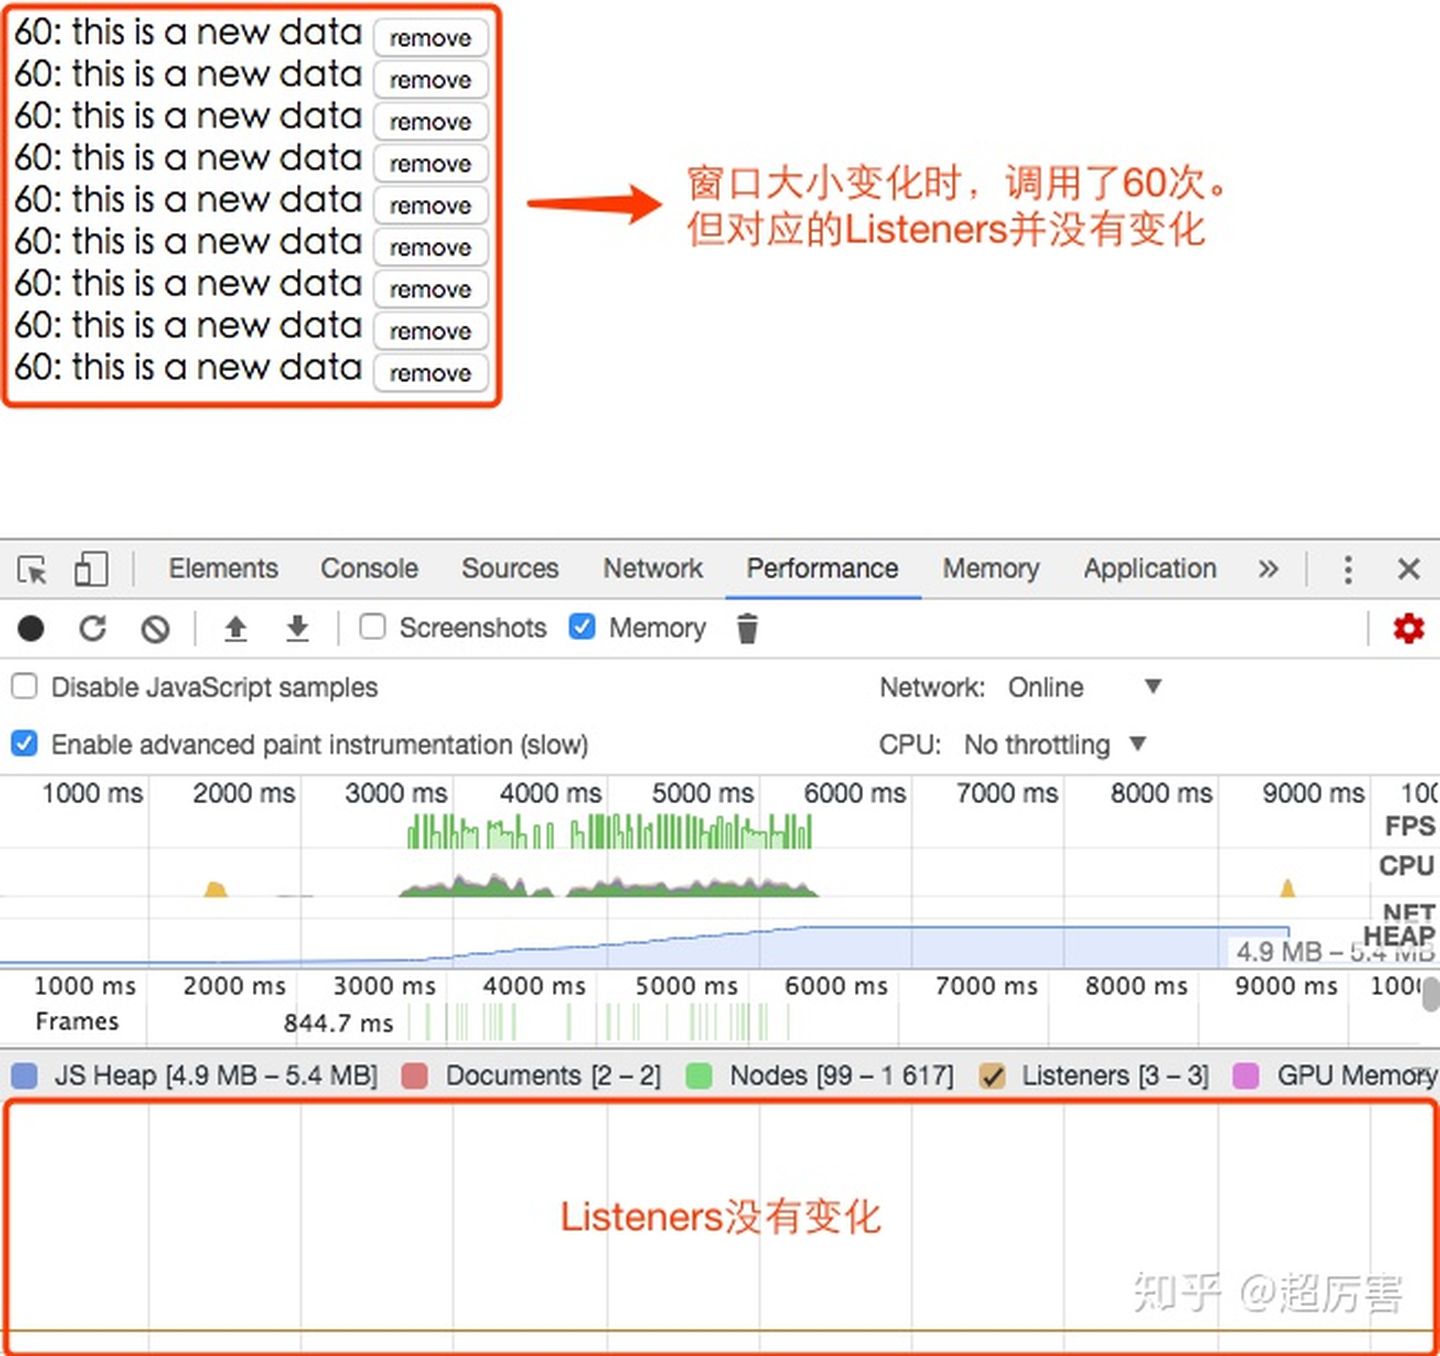 60: this is a new data remove
60: this is a new data remove
60: this is a new data remove
60: this is a new data remove
60: this is a new data remove
60: this is a new data remove
60: this is a new data remove
60: this is a new data remove
60: this is a new data remove
窗口大小变化时，调用了60次。
但对应的Listeners并没有变化
Elements Console Sources Network Performance Memory Application »
Screenshots Memory
Disable JavaScript samples Network: Online
Enable advanced paint instrumentation (slow) CPU: No throttling
1000 ms 2000 ms 3000 ms 4000 ms 5000 ms 6000 ms 7000 ms 8000 ms 9000 ms 100
FPS
CPU
NET
HEAP
4.9 MB – 5.4 MB
1000 ms 2000 ms 3000 ms 4000 ms 5000 ms 6000 ms 7000 ms 8000 ms 9000 ms 1000
Frames 844.7 ms
JS Heap [4.9 MB – 5.4 MB] Documents [2 – 2] Nodes [99 – 1 617] Listeners [3 – 3] GPU Memory
Listeners没有变化
知乎 @超厉害